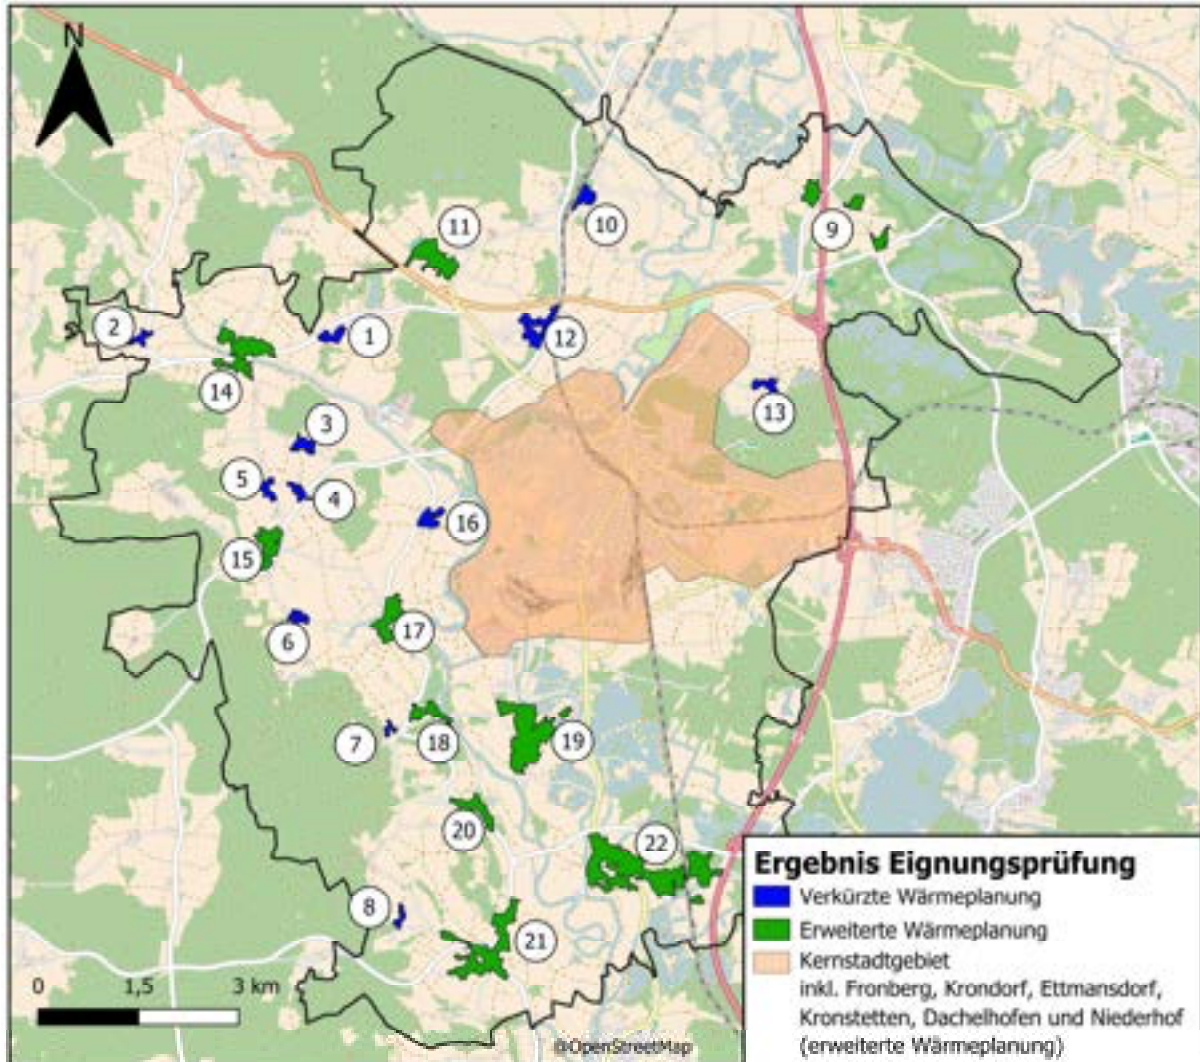 N
11
10
9
2
1
12
14
13
3
5
4
16
15
6
17
7
18
19
20
22
8
21
Ergebnis Eignungsprüfung
Verkürzte Wärmeplanung
Erweiterte Wärmeplanung
Kernstadtgebiet
inkl. Fronberg, Krondorf, Ettmansdorf,
Kronstetten, Dachelhofen und Niederhof
(erweiterte Wärmeplanung)
0 1,5 3 km
@OpenStreetMap